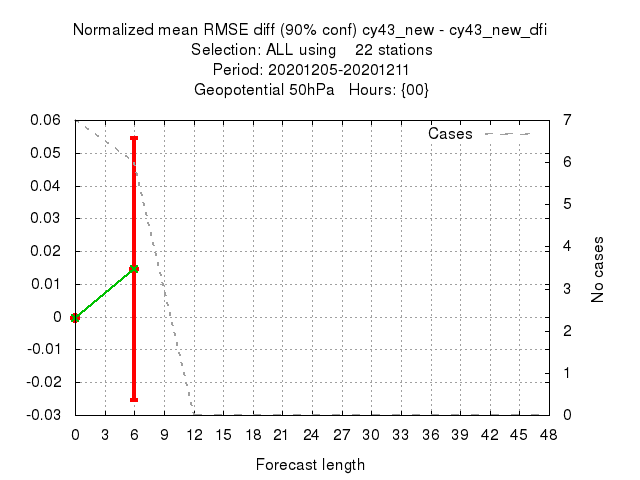 Normalized mean RMSE diff (90% conf) cy43_new - cy43_new_dfi
Selection: ALL using    22 stations
Period: 20201205-20201211
Geopotential 50hPa   Hours: {00}
Cases
0.06
0.05
0.04
0.03
0.02
0.01
0
-0.01
-0.02
-0.03
7
6
5
4
3
2
1
0
No cases
0 3 6 9 12 15 18 21 24 27 30 33 36 39 42 45 48
Forecast length